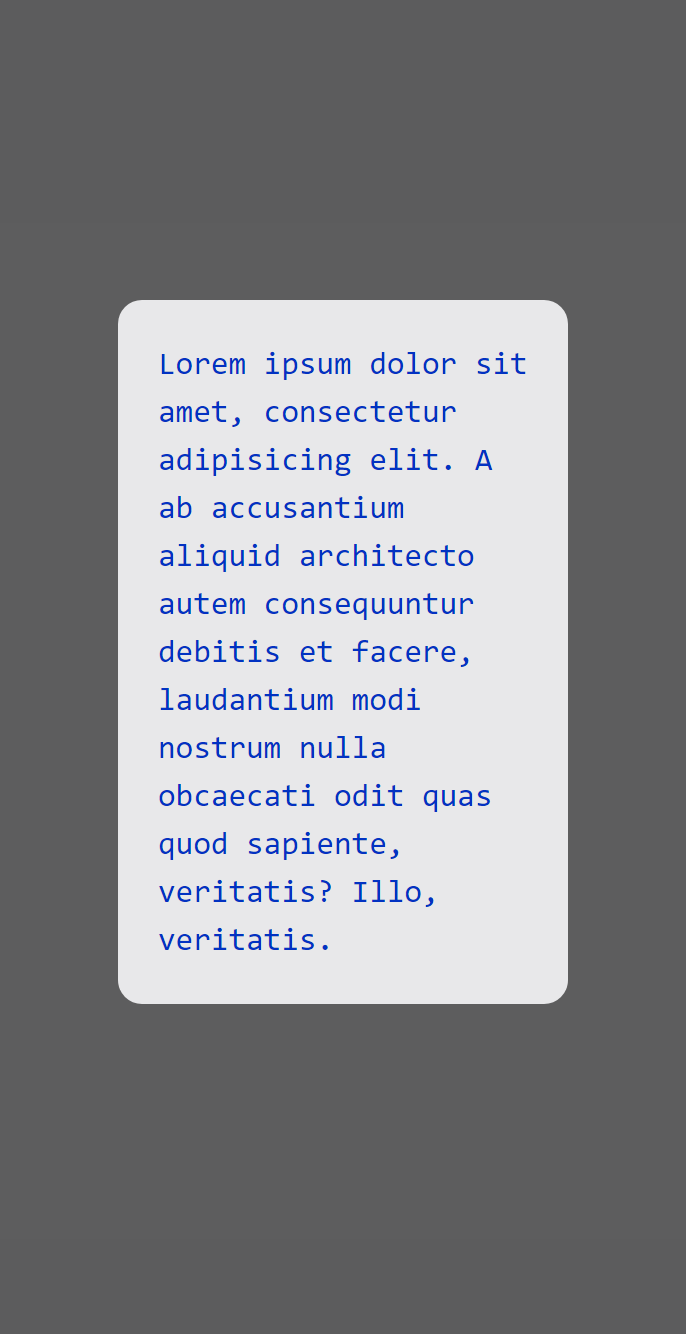 Lorem ipsum dolor sit
amet, consectetur
adipisicing elit. A
ab accusantium
aliquid architecto
autem consequuntur
debitis et facere,
laudantium modi
nostrum nulla
obcaecati odit quas
quod sapiente,
veritatis? Illo,
veritatis.